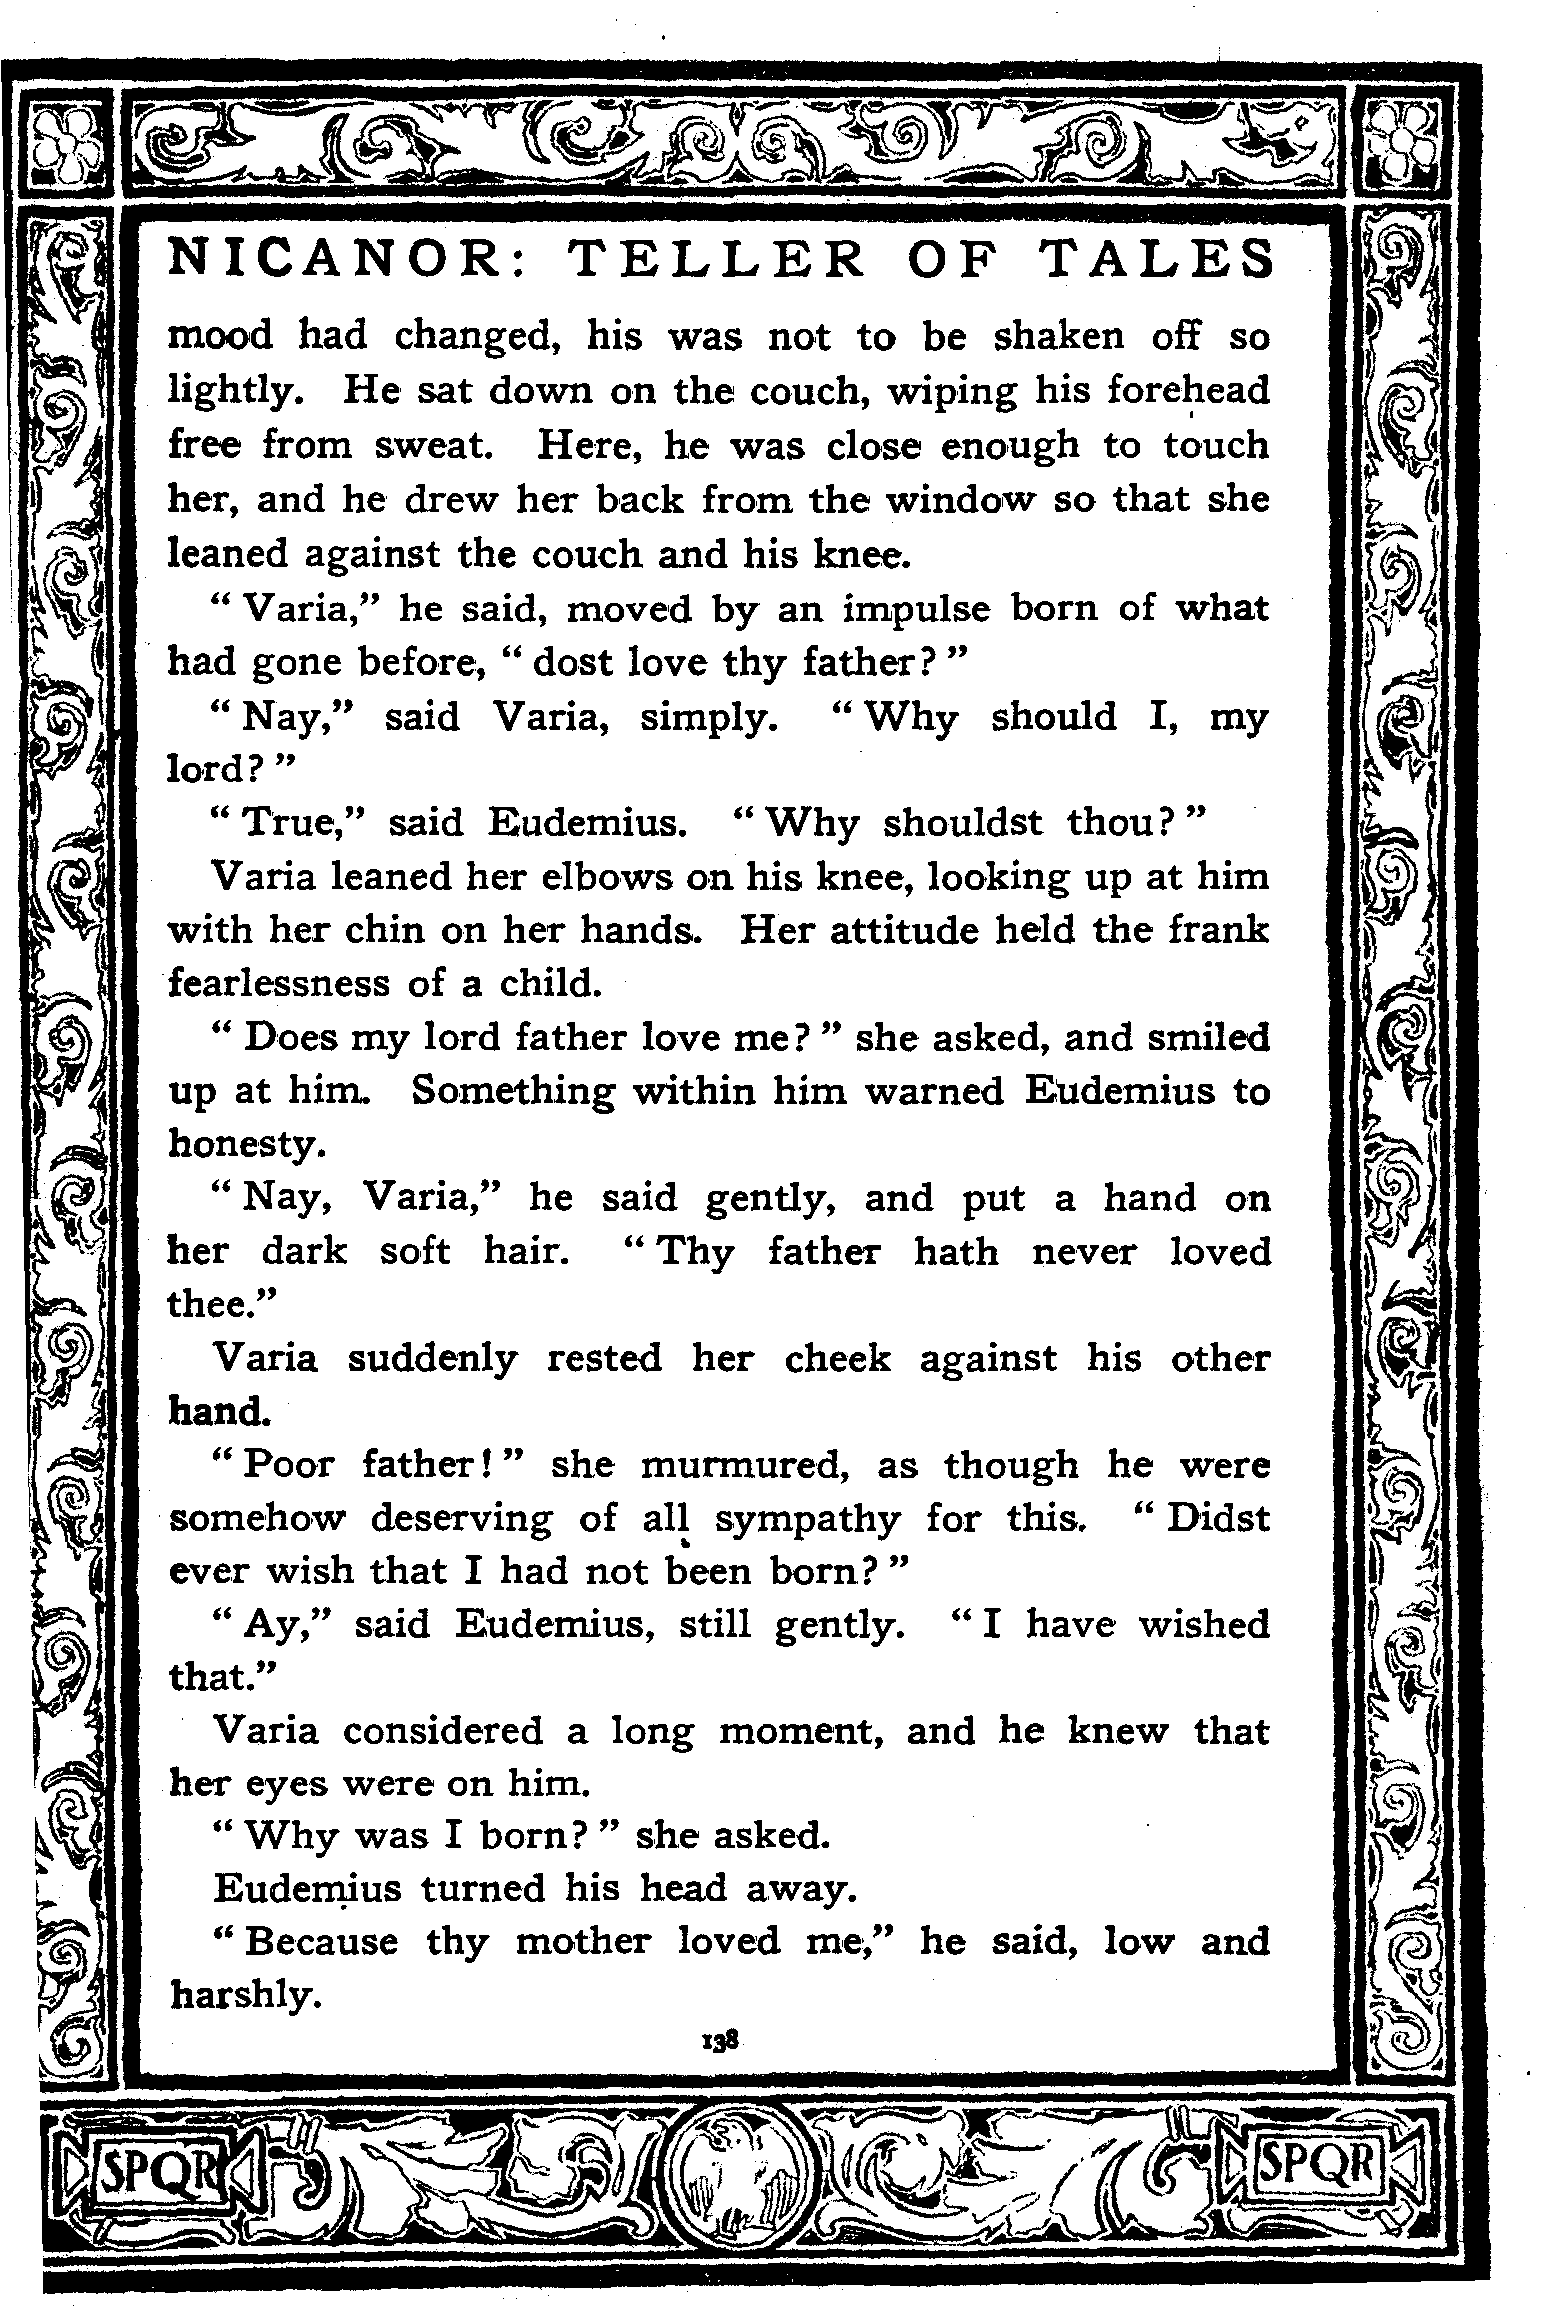 NICANOR: TELLER OF TALES
mood had changed, his was not to be shaken off so
lightly. He sat down on the couch, wiping his forehead
free from sweat. Here, he was close enough to touch
her, and he drew her back from the window so that she
leaned against the couch and his knee.
“ Varia,” he said, moved by an impulse born of what
had gone before, “ dost love thy father? ”
“ Nay,” said Varia, simply. “ Why should I, my
lord? ”
“ True,” said Eudemius. “ Why shouldst thou? ”
Varia leaned her elbows on his knee, looking up at him
with her chin on her hands. Her attitude held the frank
fearlessness of a child.
“ Does my lord father love me? ” she asked, and smiled
up at him. Something within him warned Eudemius to
honesty.
“ Nay, Varia,” he said gently, and put a hand on
her dark soft hair. “ Thy father hath never loved
thee.”
Varia suddenly rested her cheek against his other
hand.
“ Poor father! ” she murmured, as though he were
somehow deserving of all sympathy for this. “ Didst
ever wish that I had not been born? ”
“ Ay,” said Eudemius, still gently. “ I have wished
that.”
Varia considered a long moment, and he knew that
her eyes were on him.
“ Why was I born? ” she asked.
Eudemius turned his head away.
“ Because thy mother loved me,” he said, low and
harshly.
138
SPQR SPQR